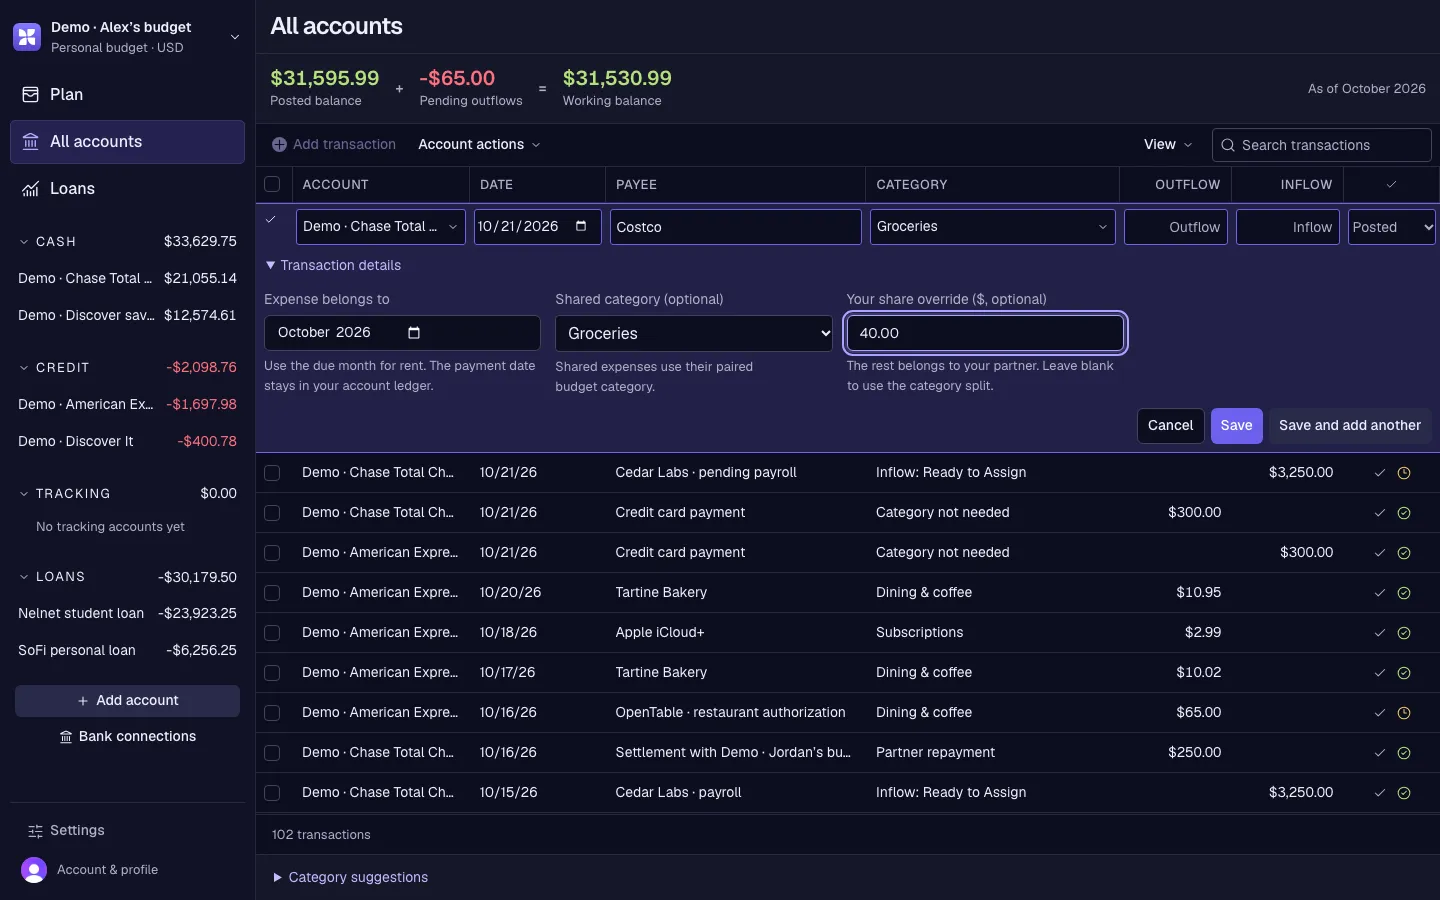 Demo · Alex's budget
Personal budget · USD
Plan
All accounts
Loans
CASH $33,629.75
Demo · Chase Total ... $21,055.14
Demo · Discover sav... $12,574.61
CREDIT -$2,098.76
Demo · American Ex... -$1,697.98
Demo · Discover It -$400.78
TRACKING $0.00
No tracking accounts yet
LOANS -$30,179.50
Nelnet student loan -$23,923.25
SoFi personal loan -$6,256.25
+ Add account
Bank connections
Settings
Account & profile
All accounts
$31,595.99 + -$65.00 = $31,530.99
Posted balance Pending outflows Working balance
As of October 2026
Add transaction Account actions View Search transactions
ACCOUNT DATE PAYEE CATEGORY OUTFLOW INFLOW
Demo · Chase Total ... 10/21/2026 Costco Groceries Outflow Inflow Posted
Transaction details
Expense belongs to Shared category (optional) Your share override ($, optional)
October 2026 Groceries 40.00
Use the due month for rent. The payment date Shared expenses use their paired The rest belongs to your partner. Leave blank
stays in your account ledger. budget category. to use the category split.
Cancel Save Save and add another
Demo · Chase Total Ch... 10/21/26 Cedar Labs · pending payroll Inflow: Ready to Assign $3,250.00
Demo · Chase Total Ch... 10/21/26 Credit card payment Category not needed $300.00
Demo · American Expre... 10/21/26 Credit card payment Category not needed $300.00
Demo · American Expre... 10/20/26 Tartine Bakery Dining & coffee $10.95
Demo · American Expre... 10/18/26 Apple iCloud+ Subscriptions $2.99
Demo · American Expre... 10/17/26 Tartine Bakery Dining & coffee $10.02
Demo · American Expre... 10/16/26 OpenTable · restaurant authorization Dining & coffee $65.00
Demo · Chase Total Ch... 10/16/26 Settlement with Demo · Jordan's bu... Partner repayment $250.00
Demo · Chase Total Ch... 10/15/26 Cedar Labs · payroll Inflow: Ready to Assign $3,250.00
102 transactions
Category suggestions